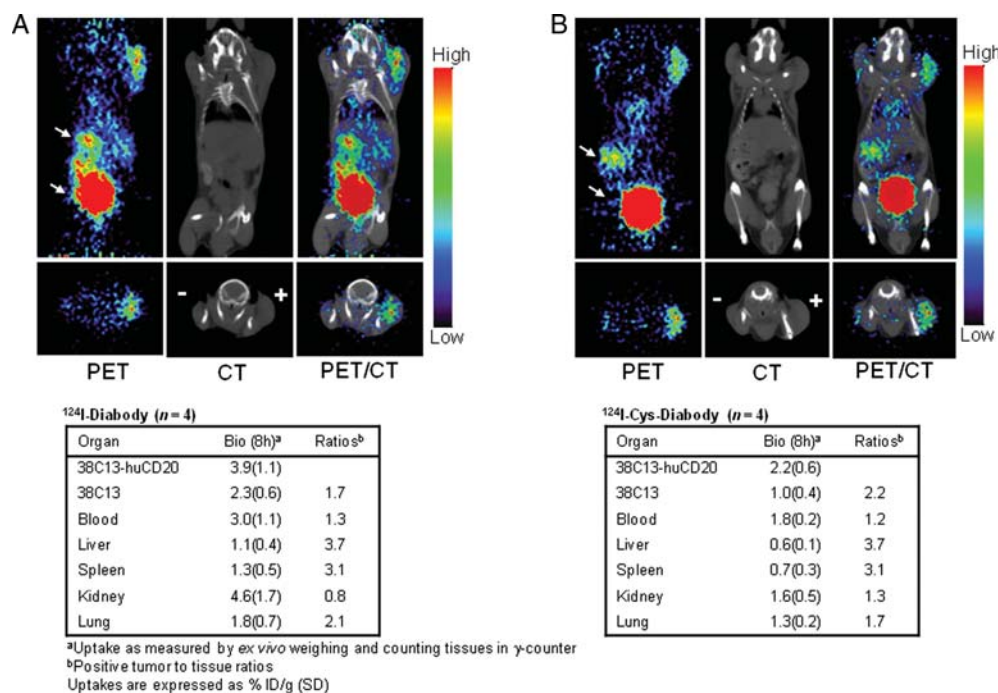 A
High
Low
- +
PET CT PET/CT
B
High
Low
- +
PET CT PET/CT
124I-Diabody (n = 4)
Organ Bio (8h)a Ratiosb
38C13-huCD20 3.9(1.1)
38C13 2.3(0.6) 1.7
Blood 3.0(1.1) 1.3
Liver 1.1(0.4) 3.7
Spleen 1.3(0.5) 3.1
Kidney 4.6(1.7) 0.8
Lung 1.8(0.7) 2.1
aUptake as measured by ex vivo weighing and counting tissues in γ-counter
bPositive tumor to tissue ratios
Uptakes are expressed as % ID/g (SD)
124I-Cys-Diabody (n = 4)
Organ Bio (8h)a Ratiosb
38C13-huCD20 2.2(0.6)
38C13 1.0(0.4) 2.2
Blood 1.8(0.2) 1.2
Liver 0.6(0.1) 3.7
Spleen 0.7(0.3) 3.1
Kidney 1.6(0.5) 1.3
Lung 1.3(0.2) 1.7